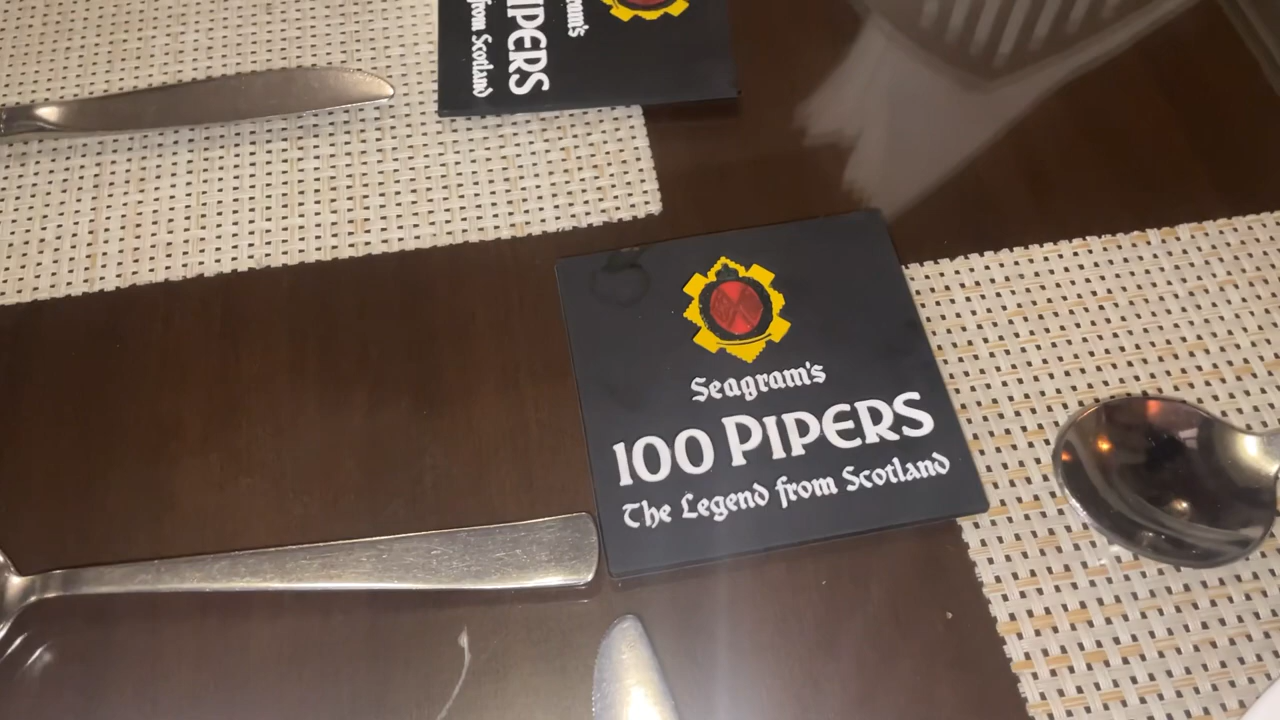 Seagram's
100 PIPERS
The Legend from Scotland
PIPERS
from Scotland